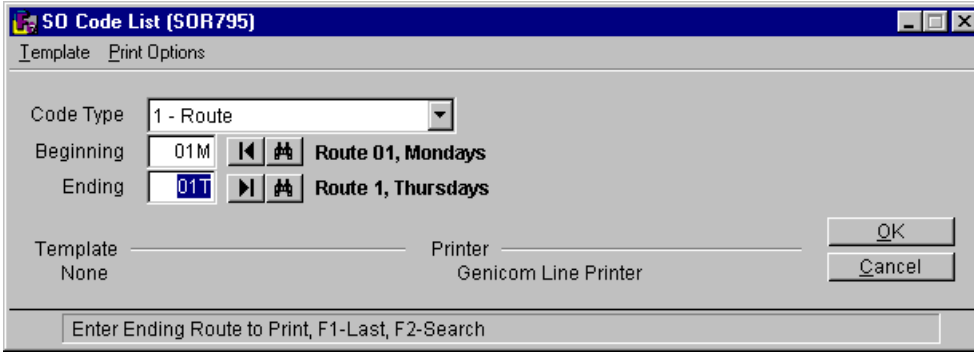 SO Code List (SOR795)
Template Print Options
Code Type 1 - Route
Beginning 01M Route 01, Mondays
Ending 01T Route 1, Thursdays
OK
Template Printer
None Genicom Line Printer
Cancel
Enter Ending Route to Print, F1-Last, F2-Search